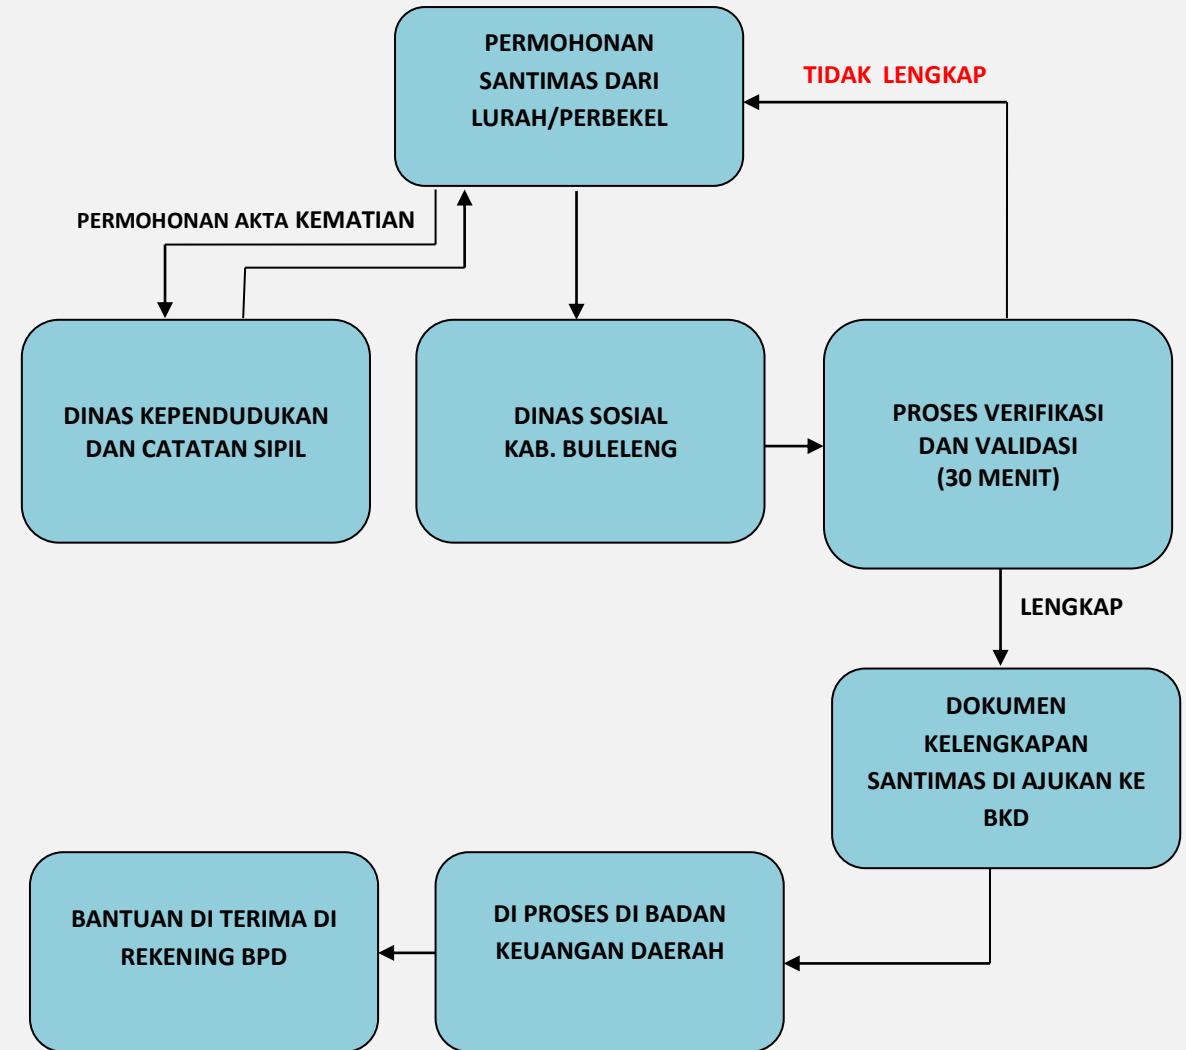 PERMOHONAN
SANTIMAS DARI
LURAH/PERBEKEL
TIDAK LENGKAP
PERMOHONAN AKTA KEMATIAN
DINAS KEPENDUDUKAN
DAN CATATAN SIPIL
DINAS SOSIAL
KAB. BULELENG
PROSES VERIFIKASI
DAN VALIDASI
(30 MENIT)
LENGKAP
DOKUMEN
KELENGKAPAN
SANTIMAS DI AJUKAN KE
BKD
BANTUAN DI TERIMA DI
REKENING BPD
DI PROSES DI BADAN
KEUANGAN DAERAH